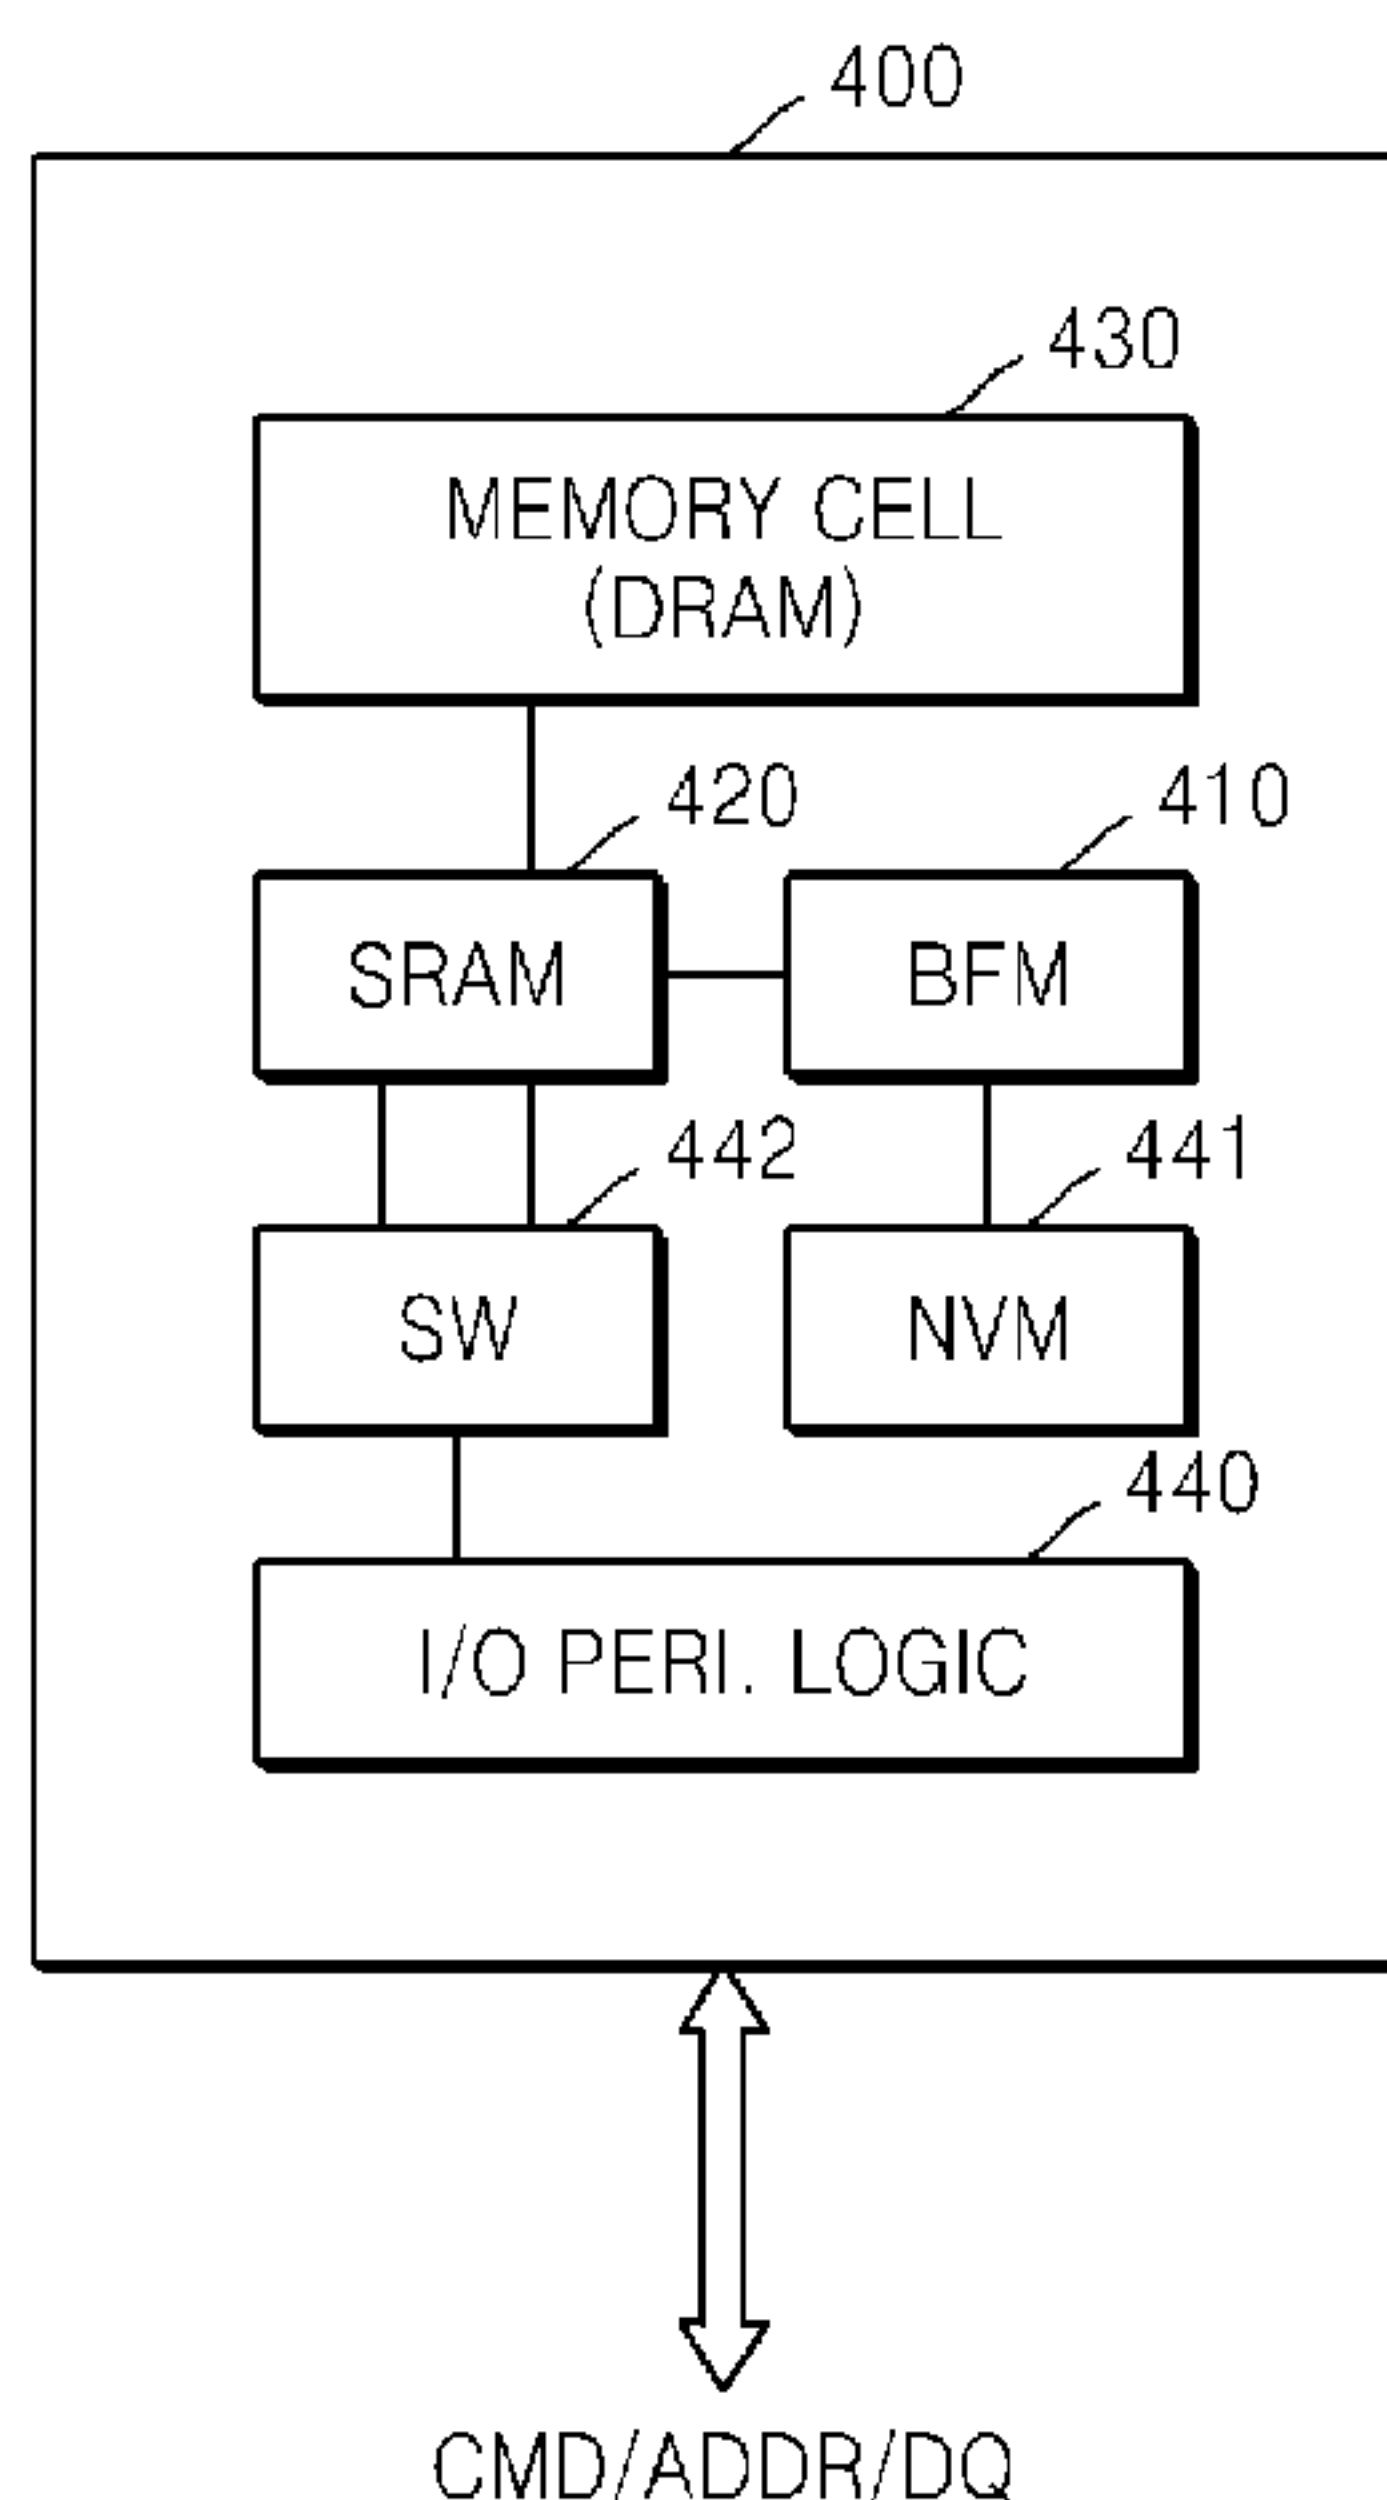 400
430
MEMORY CELL
(DRAM)
420
410
SRAM
BFM
442
441
SW
NVM
440
I/O PERI. LOGIC
CMD/ADDR/DQ